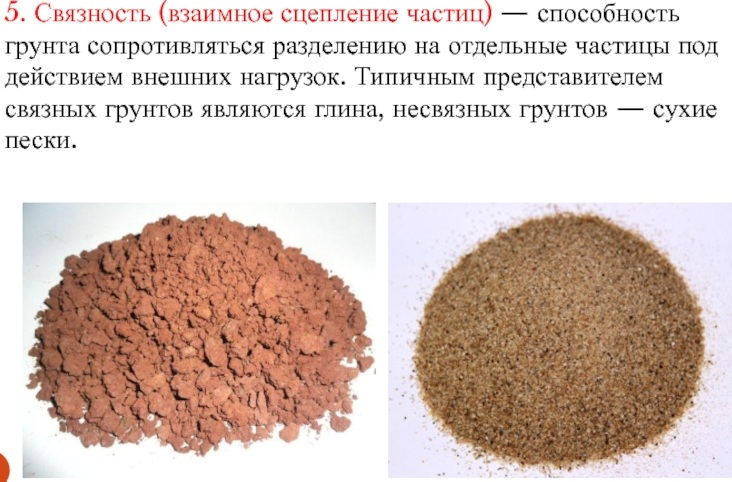 5. Связность (взаимное сцепление частиц) — способность
грунта сопротивляться разделению на отдельные частицы под
действием внешних нагрузок. Типичным представителем
связных грунтов являются глина, несвязных грунтов — сухие
пески.